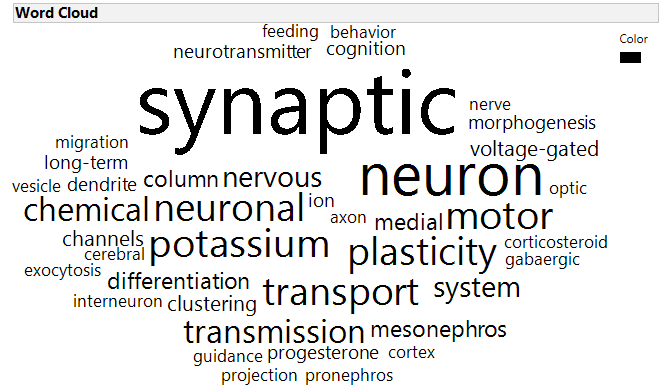 Word Cloud
Color
feeding behavior
neurotransmitter cognition
synaptic
nerve
morphogenesis
migration
voltage-gated
long-term
neuron
vesicle dendrite column nervous
optic
chemical neuronal ion
axon medial motor
channels potassium
corticosteroid
cerebral plasticity
gabaergic
exocytosis
differentiation
interneuron clustering transport system
transmission mesonephros
guidance progesterone cortex
projection pronephros